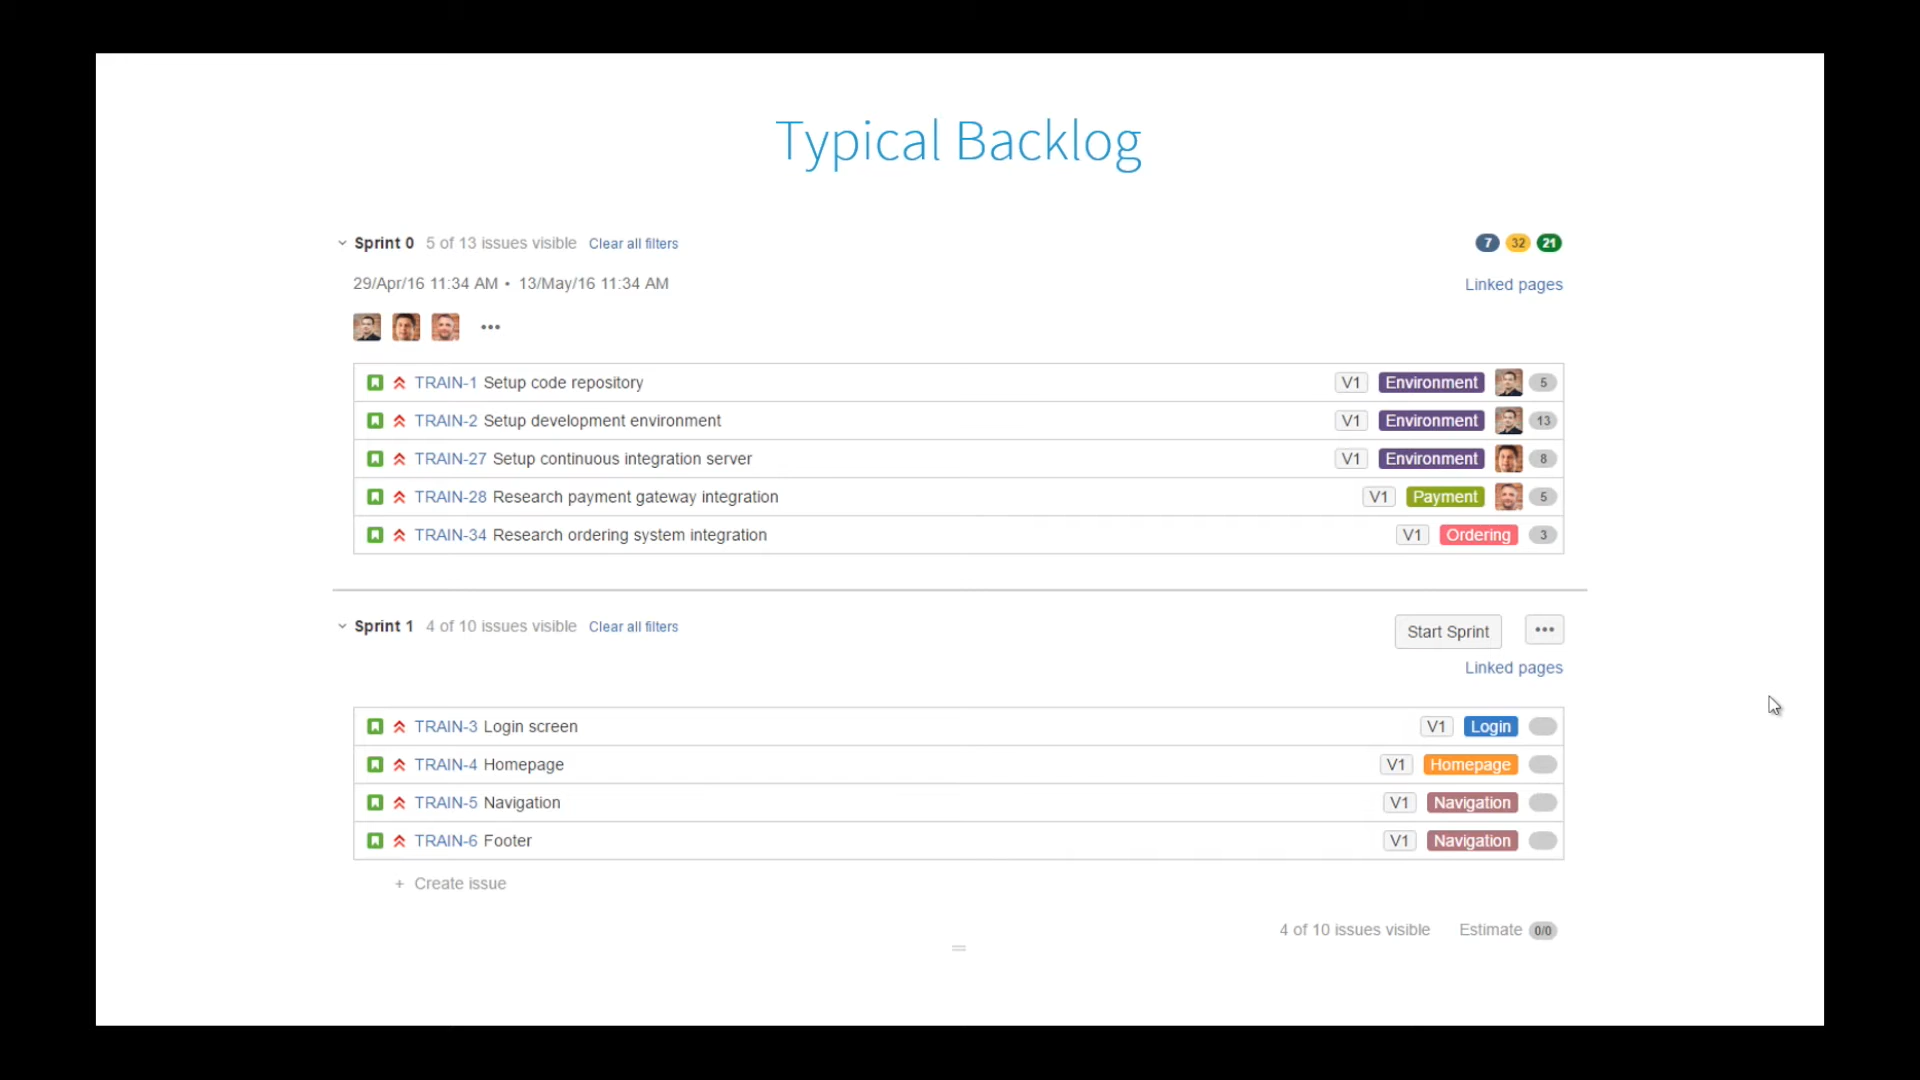 Typical Backlog
Sprint 0 5 of 13 issues visible Clear all filters 7 32 21
29/Apr/16 11:34 AM • 13/May/16 11:34 AM Linked pages
•••
TRAIN-1 Setup code repository V1 Environment 5
TRAIN-2 Setup development environment V1 Environment 13
TRAIN-27 Setup continuous integration server V1 Environment 8
TRAIN-28 Research payment gateway integration V1 Payment 5
TRAIN-34 Research ordering system integration V1 Ordering 3
Sprint 1 4 of 10 issues visible Clear all filters Start Sprint •••
Linked pages
TRAIN-3 Login screen V1 Login
TRAIN-4 Homepage V1 Homepage
TRAIN-5 Navigation V1 Navigation
TRAIN-6 Footer V1 Navigation
+ Create issue
4 of 10 issues visible Estimate 0/0